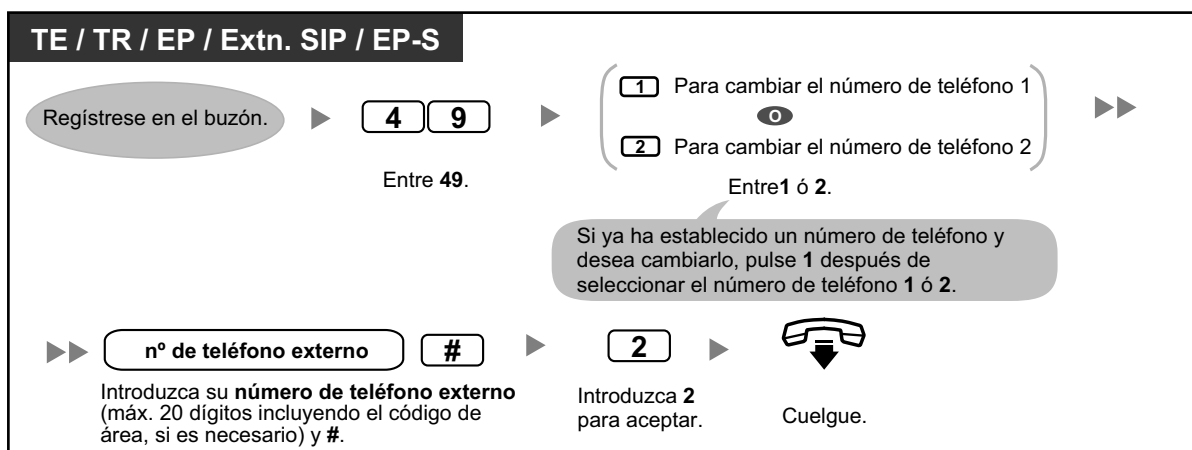 TE / TR / EP / Extn. SIP / EP-S
Regístrese en el buzón.
4 9
Entre 49.
1 Para cambiar el número de teléfono 1
O
2 Para cambiar el número de teléfono 2
Entre1 ó 2.
Si ya ha establecido un número de teléfono y
desea cambiarlo, pulse 1 después de
seleccionar el número de teléfono 1 ó 2.
nº de teléfono externo #
Introduzca su número de teléfono externo
(máx. 20 dígitos incluyendo el código de
área, si es necesario) y #.
2
Introduzca 2
para aceptar.
Cuelgue.